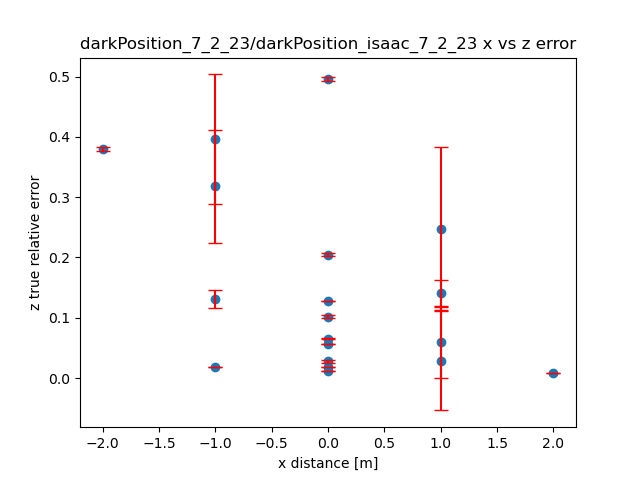 darkPosition_7_2_23/darkPosition_isaac_7_2_23 x vs z error
0.5
0.4
0.3
0.2
0.1
0.0
z true relative error
−2.0 −1.5 −1.0 −0.5 0.0 0.5 1.0 1.5 2.0
x distance [m]